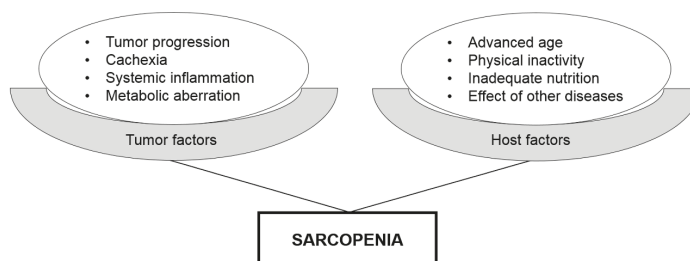 • Tumor progression
• Cachexia
• Systemic inflammation
• Metabolic aberration
Tumor factors
• Advanced age
• Physical inactivity
• Inadequate nutrition
• Effect of other diseases
Host factors
SARCOPENIA